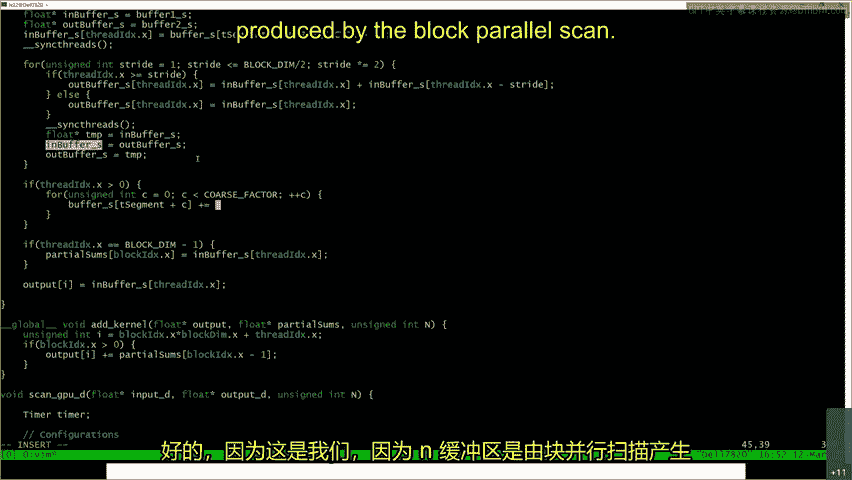 float* inBuffer_s = buffer1_s;
float* outBuffer_s = buffer2_s;
inBuffer_s[threadIdx.x] = buffer_s[tS
produced by the block parallel scan.
__syncthreads();
for(unsigned int stride = 1; stride <= BLOCK_DIM/2; stride *= 2) {
if(threadIdx.x >= stride) {
outBuffer_s[threadIdx.x] = inBuffer_s[threadIdx.x] + inBuffer_s[threadIdx.x - stride];
} else {
outBuffer_s[threadIdx.x] = inBuffer_s[threadIdx.x];
}
__syncthreads();
float* tmp = inBuffer_s;
inBuffer_s = outBuffer_s;
outBuffer_s = tmp;
}
if(threadIdx.x > 0) {
for(unsigned int c = 0; c < COARSE_FACTOR; ++c) {
buffer_s[tSegment + c] +=
}
}
if(threadIdx.x == BLOCK_DIM - 1) {
partialSums[blockIdx.x] = inBuffer_s[threadIdx.x];
}
output[i] = inBuffer_s[threadIdx.x];
}
__global__ void add_kernel(float* output, float* partialSums, unsigned int N) {
unsigned int i = blockIdx.x*blockDim.x + threadIdx.x;
if(blockIdx.x > 0) {
output[i] += partialSums[blockIdx.x - 1];
}
}
void scan_gpu_d(float* input_d, float* output_d, unsigned int N) {
Timer timer;
// Configurations
-- INSERT --
45,39
好的，因为这是我们，因为 n 缓冲区是由块并行扫描产生
+11